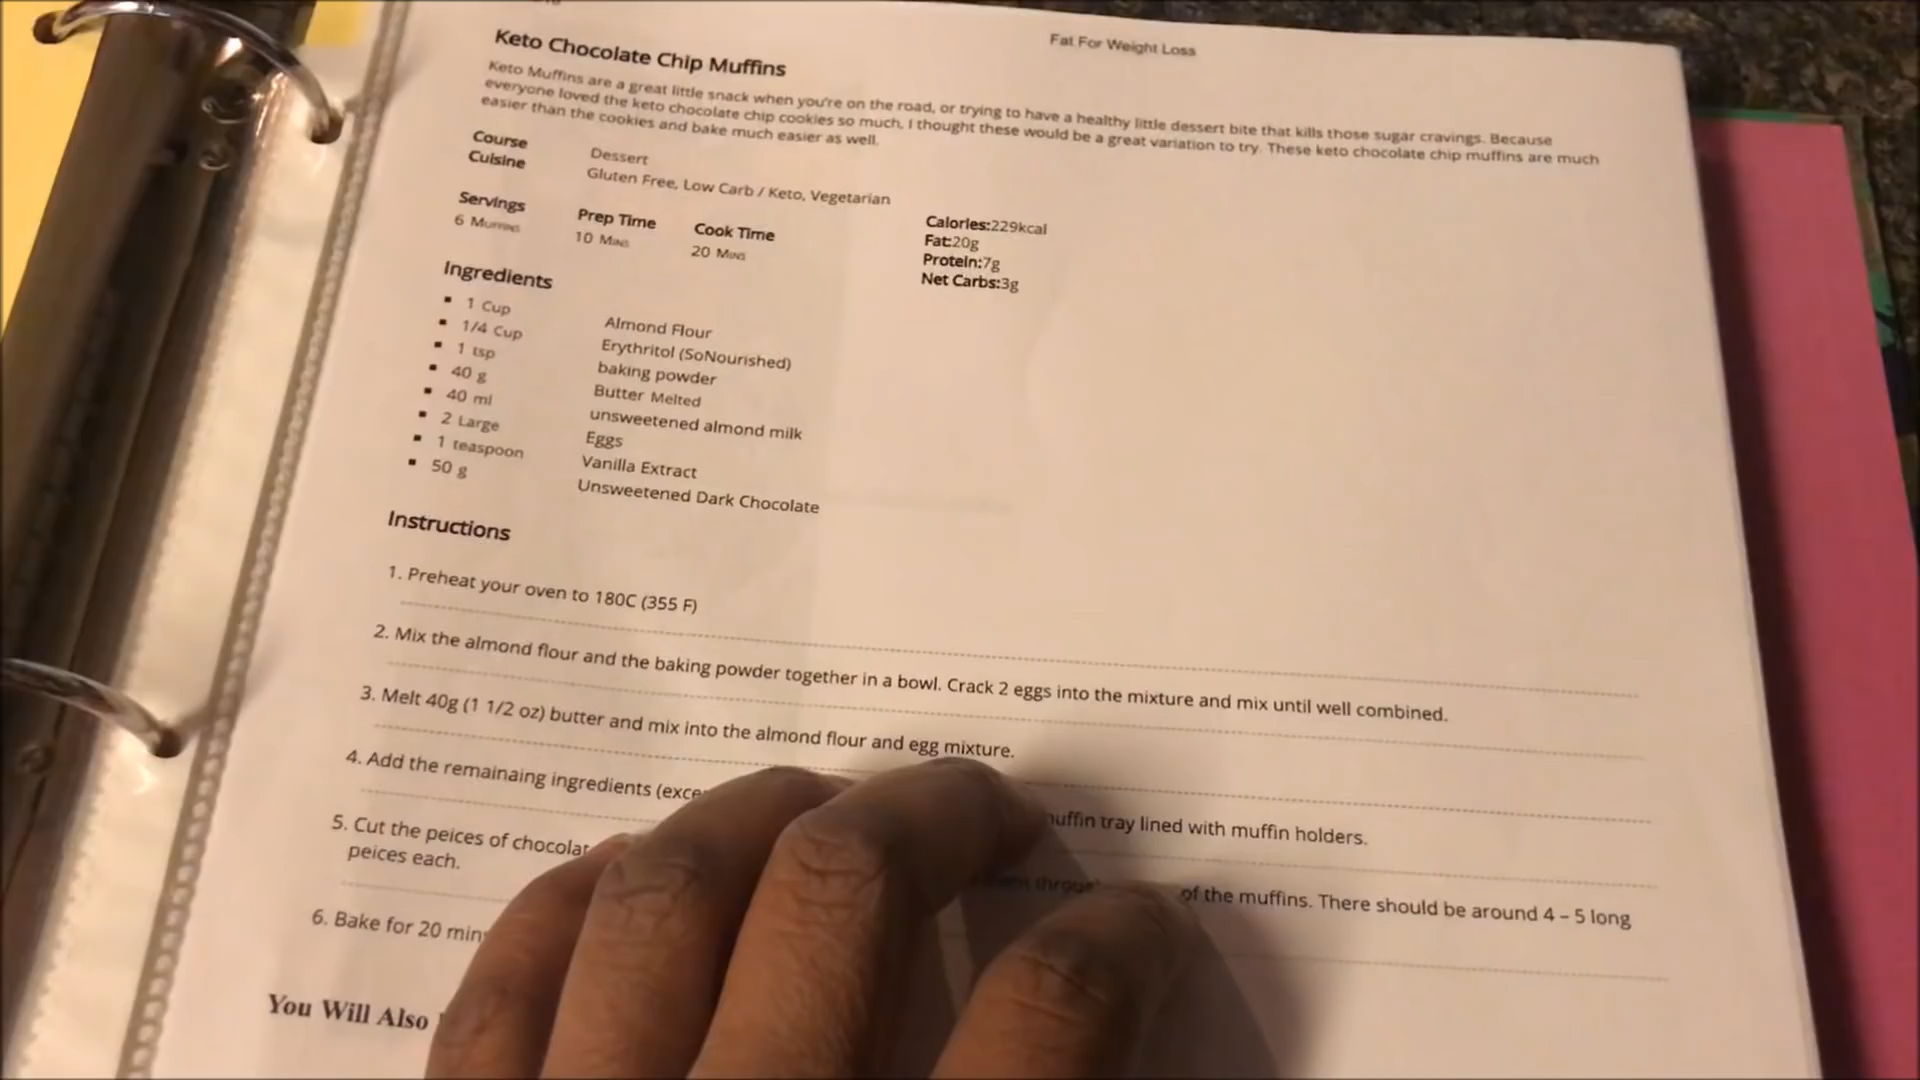 Fat For Weight Loss
Keto Chocolate Chip Muffins
Keto Muffins are a great little snack when you're on the road, or trying to have a healthy little dessert bite that kills those sugar cravings. Because
everyone loved the keto chocolate chip cookies so much, I thought these would be a great variation to try. These keto chocolate chip muffins are much
easier than the cookies and bake much easier as well.
Course Dessert
Cuisine Gluten Free, Low Carb / Keto, Vegetarian
Servings Prep Time Cook Time
6 Muffins 10 Mins 20 Mins
Calories:229kcal
Fat:20g
Protein:7g
Net Carbs:3g
Ingredients
▪ 1 Cup Almond Flour
▪ 1/4 Cup Erythritol (SoNourished)
▪ 1 tsp baking powder
▪ 40 g Butter Melted
▪ 40 ml unsweetened almond milk
▪ 2 Large Eggs
▪ 1 teaspoon Vanilla Extract
▪ 50 g Unsweetened Dark Chocolate
Instructions
1. Preheat your oven to 180C (355 F)
2. Mix the almond flour and the baking powder together in a bowl. Crack 2 eggs into the mixture and mix until well combined.
3. Melt 40g (1 1/2 oz) butter and mix into the almond flour and egg mixture.
4. Add the remainaing ingredients muffin tray lined with muffin holders.
5. Cut the peices of of the muffins. There should be around 4 – 5 long
peices each.
6. Bake for 20
You Will Also